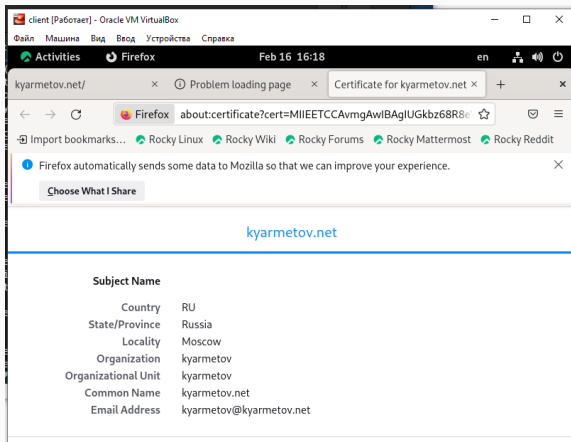 client [Работает] - Oracle VM VirtualBox
Файл Машина Вид Ввод Устройства Справка
Activities Firefox Feb 16 16:18 en
kyarmetov.net/ Problem loading page Certificate for kyarmetov.net
Firefox about:certificate?cert=MIIEETCCAvmgAwIBAgIUGkbz68R8e
Import bookmarks... Rocky Linux Rocky Wiki Rocky Forums Rocky Mattermost Rocky Reddit
Firefox automatically sends some data to Mozilla so that we can improve your experience.
Choose What I Share
kyarmetov.net
Subject Name
Country RU
State/Province Russia
Locality Moscow
Organization kyarmetov
Organizational Unit kyarmetov
Common Name kyarmetov.net
Email Address kyarmetov@kyarmetov.net